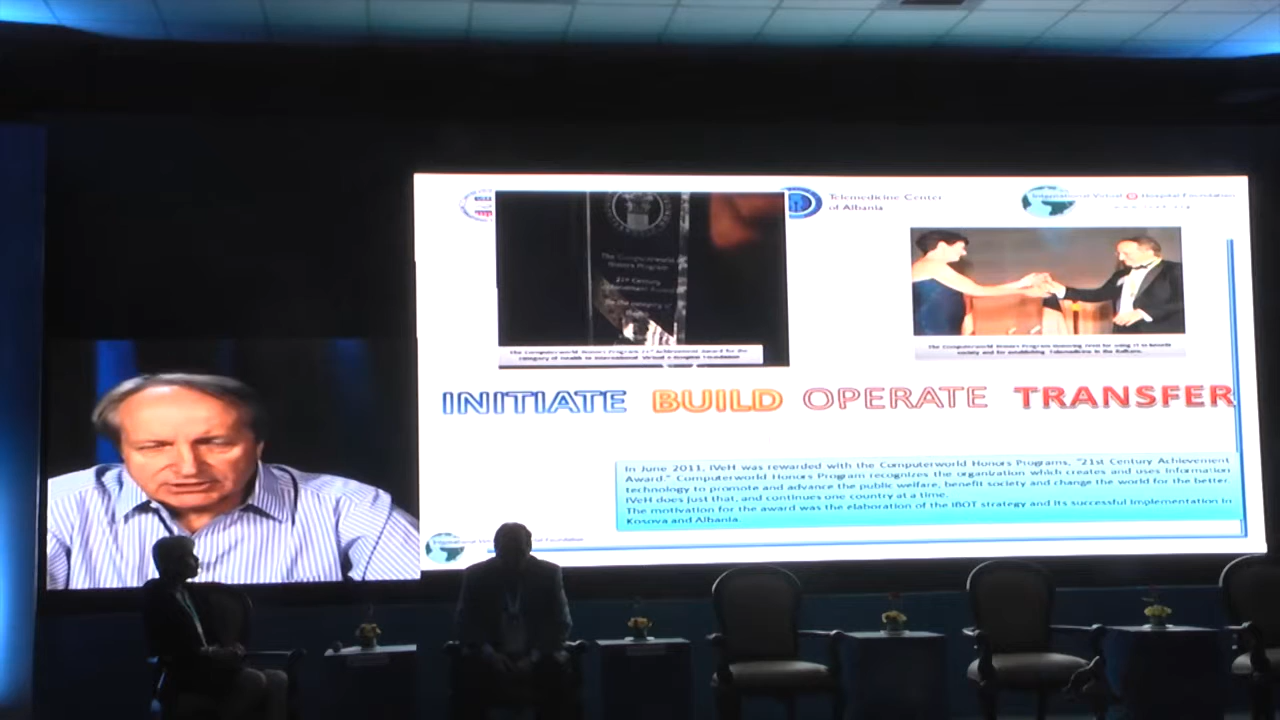 Telemedicine Center
of Albania
International Virtual e Hospital Foundation
The Computerworld
Honors Program
21st Century
Achievement Award
The Computerworld Honors Program 21st Achievement Award for the
category of Health to International Virtual e Hospital Foundation
The Computerworld Honors Program Honoring for using IT to benefit
society and for establishing Telemedicine in the Balkans.
INITIATE BUILD OPERATE TRANSFER
In June 2011, IVeH was rewarded with the Computerworld Honors Programs, "21st Century Achievement
Award." Computerworld Honors Program recognizes the organization which creates and uses information
technology to promote and advance the public welfare, benefit society and change the world for the better.
IVeH does just that, and continues one country at a time.
The motivation for the award was the elaboration of the IBOT strategy and its successful implementation in
Kosova and Albania.